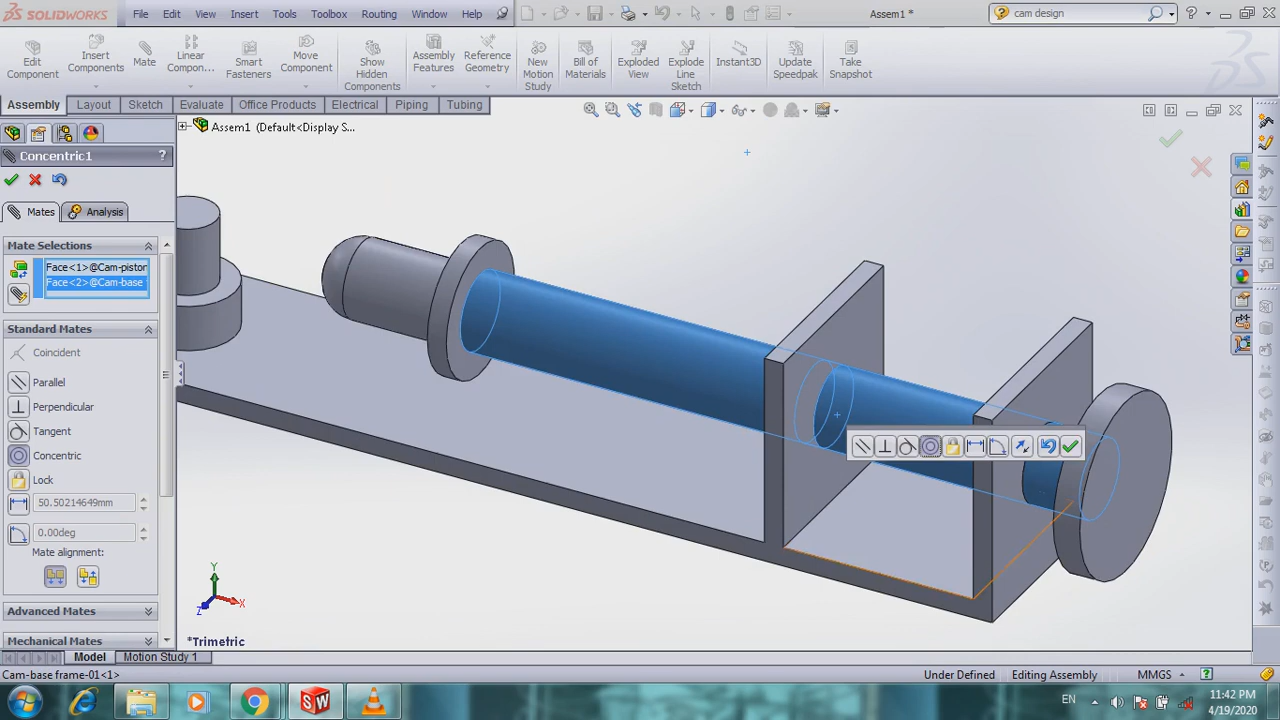 SOLIDWORKS File Edit View Insert Tools Toolbox Routing Window Help Assem1 * cam design
Edit Component
Insert Components
Mate
Linear Compon...
Smart Fasteners
Move Component
Show Hidden Components
Assembly Features
Reference Geometry
New Motion Study
Bill of Materials
Exploded View
Explode Line Sketch
Instant3D
Update Speedpak
Take Snapshot
Assembly Layout Sketch Evaluate Office Products Electrical Piping Tubing
Assem1 (Default<Display S...
Concentric1 ?
Mates Analysis
Mate Selections
Face<1>@Cam-piston
Face<2>@Cam-base
Standard Mates
Coincident
Parallel
Perpendicular
Tangent
Concentric
Lock
50.50214649mm
0.00deg
Mate alignment:
Advanced Mates
Mechanical Mates
Y
X
Z
*Trimetric
Model Motion Study 1
Cam-base frame-01<1> Under Defined Editing Assembly MMGS
EN 11:42 PM
4/19/2020